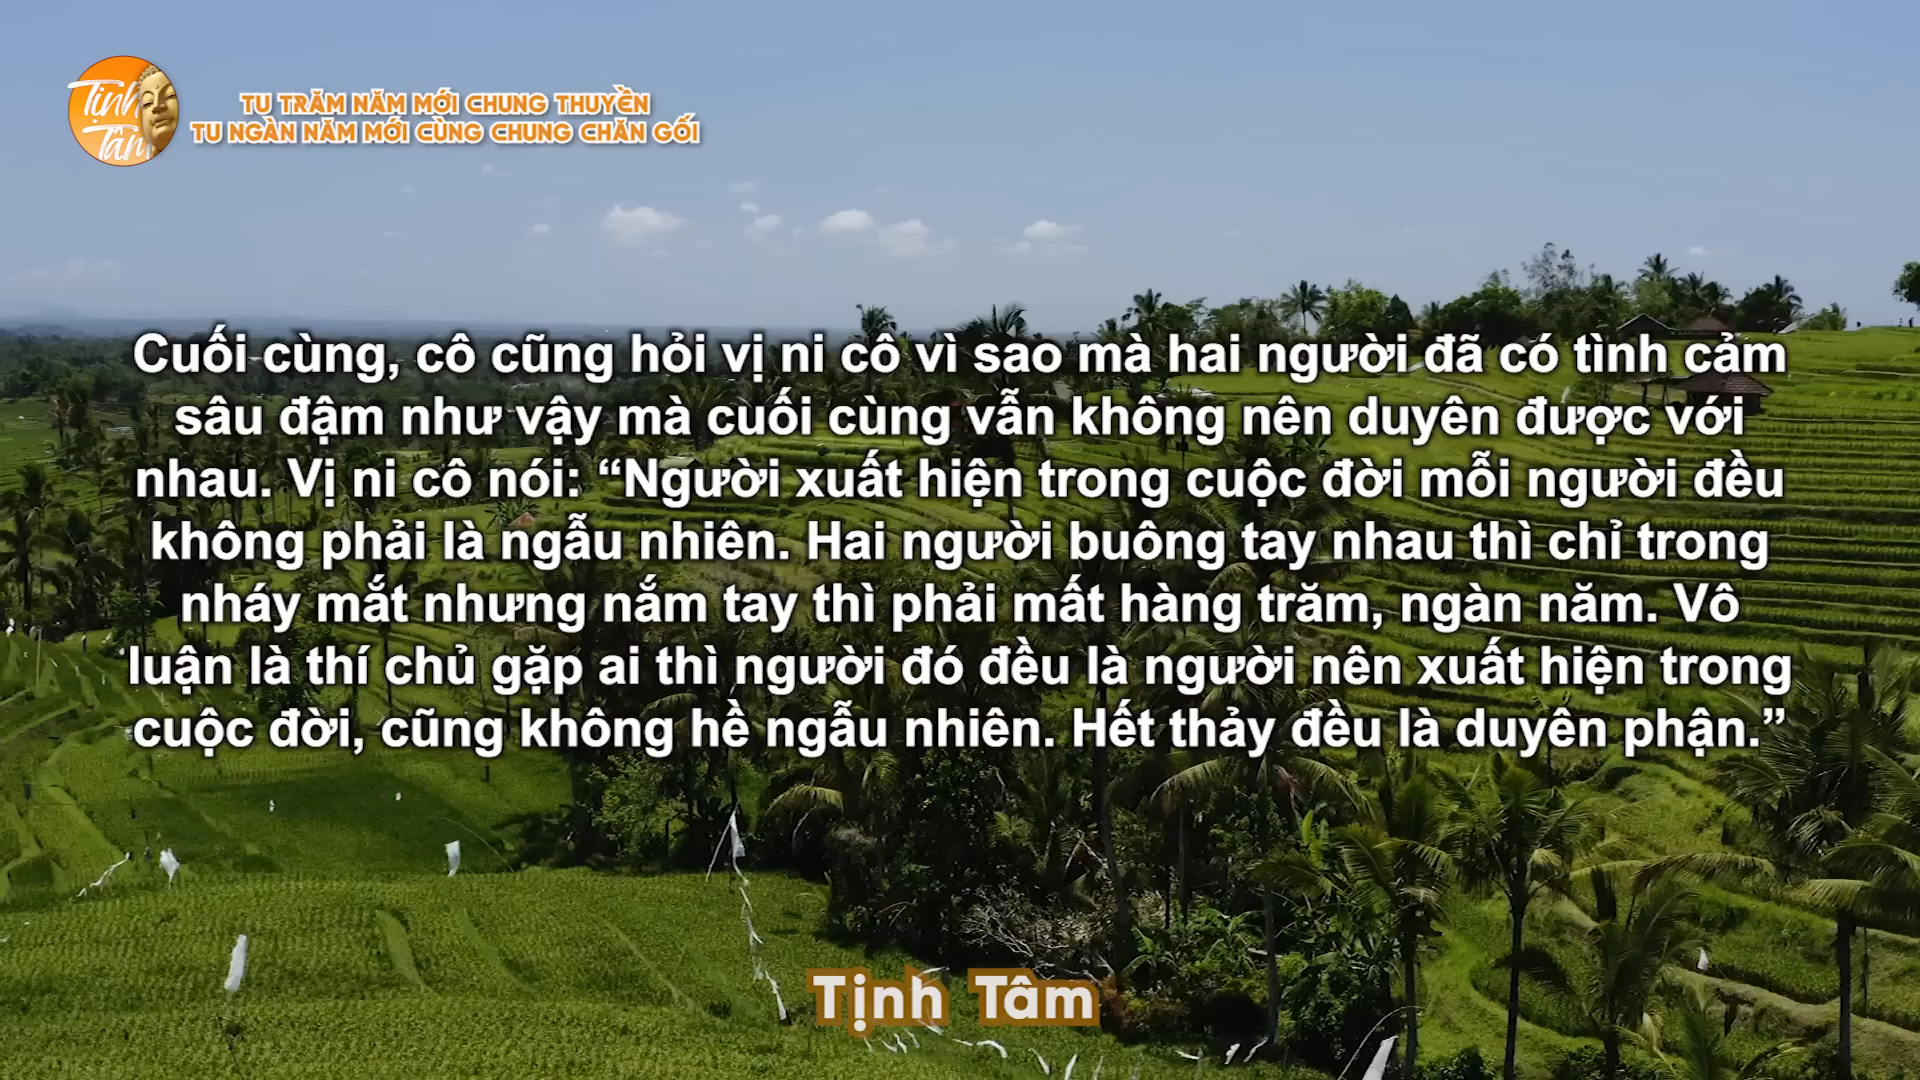 Tịnh
Tâm
TU TRĂM NĂM MỚI CHUNG THUYỀN
TU NGÀN NĂM MỚI CÙNG CHUNG CHĂN GỐI
Cuối cùng, cô cũng hỏi vị ni cô vì sao mà hai người đã có tình cảm
sâu đậm như vậy mà cuối cùng vẫn không nên duyên được với
nhau. Vị ni cô nói: “Người xuất hiện trong cuộc đời mỗi người đều
không phải là ngẫu nhiên. Hai người buông tay nhau thì chỉ trong
nháy mắt nhưng nắm tay thì phải mất hàng trăm, ngàn năm. Vô
luận là thí chủ gặp ai thì người đó đều là người nên xuất hiện trong
cuộc đời, cũng không hề ngẫu nhiên. Hết thảy đều là duyên phận.”
Tịnh Tâm